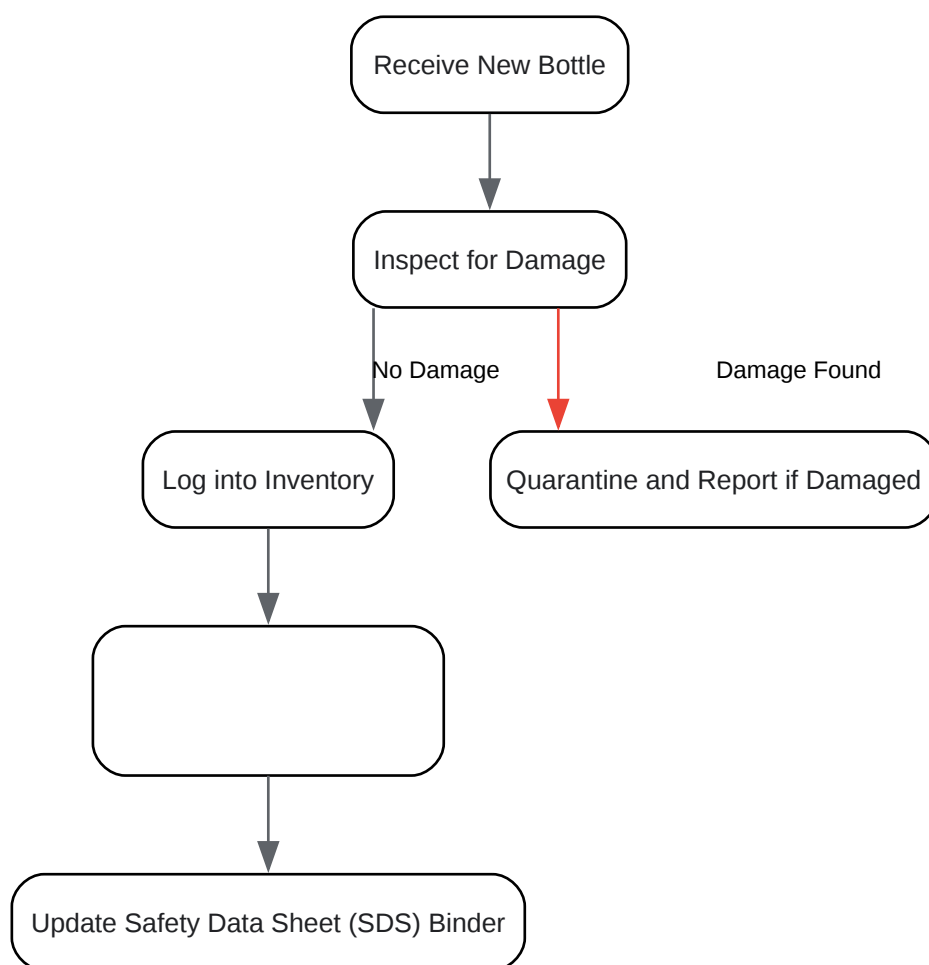 Receive New Bottle
Inspect for Damage
No Damage
Damage Found
Log into Inventory
Quarantine and Report if Damaged
Update Safety Data Sheet (SDS) Binder